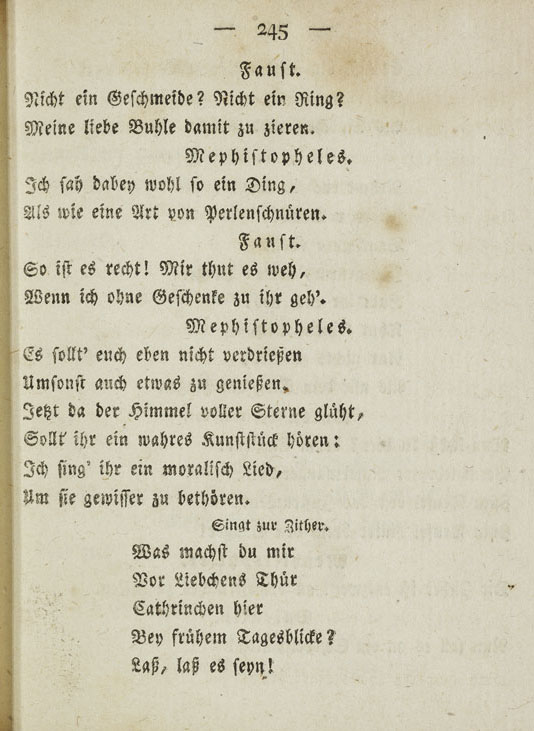 — 245 —
Faust.
Nicht ein Geschmeide? Nicht ein Ring?
Meine liebe Buhle damit zu zieren.
Mephistopheles.
Ich sah dabey wohl so ein Ding,
Als wie eine Art von Perlenschnüren.
Faust.
So ist es recht! Mir thut es weh,
Wenn ich ohne Geschenke zu ihr geh'.
Mephistopheles.
Es sollt' euch eben nicht verdrießen
Umsonst auch etwas zu genießen.
Jetzt da der Himmel voller Sterne glüht,
Sollt' ihr ein wahres Kunststück hören:
Ich sing' ihr ein moralisch Lied,
Um sie gewisser zu bethören.
Singt zur Zither.
Was machst du mir
Vor Liebchens Thür
Cathrinchen hier
Bey frühem Tagesblicke?
Laß, laß es seyn!